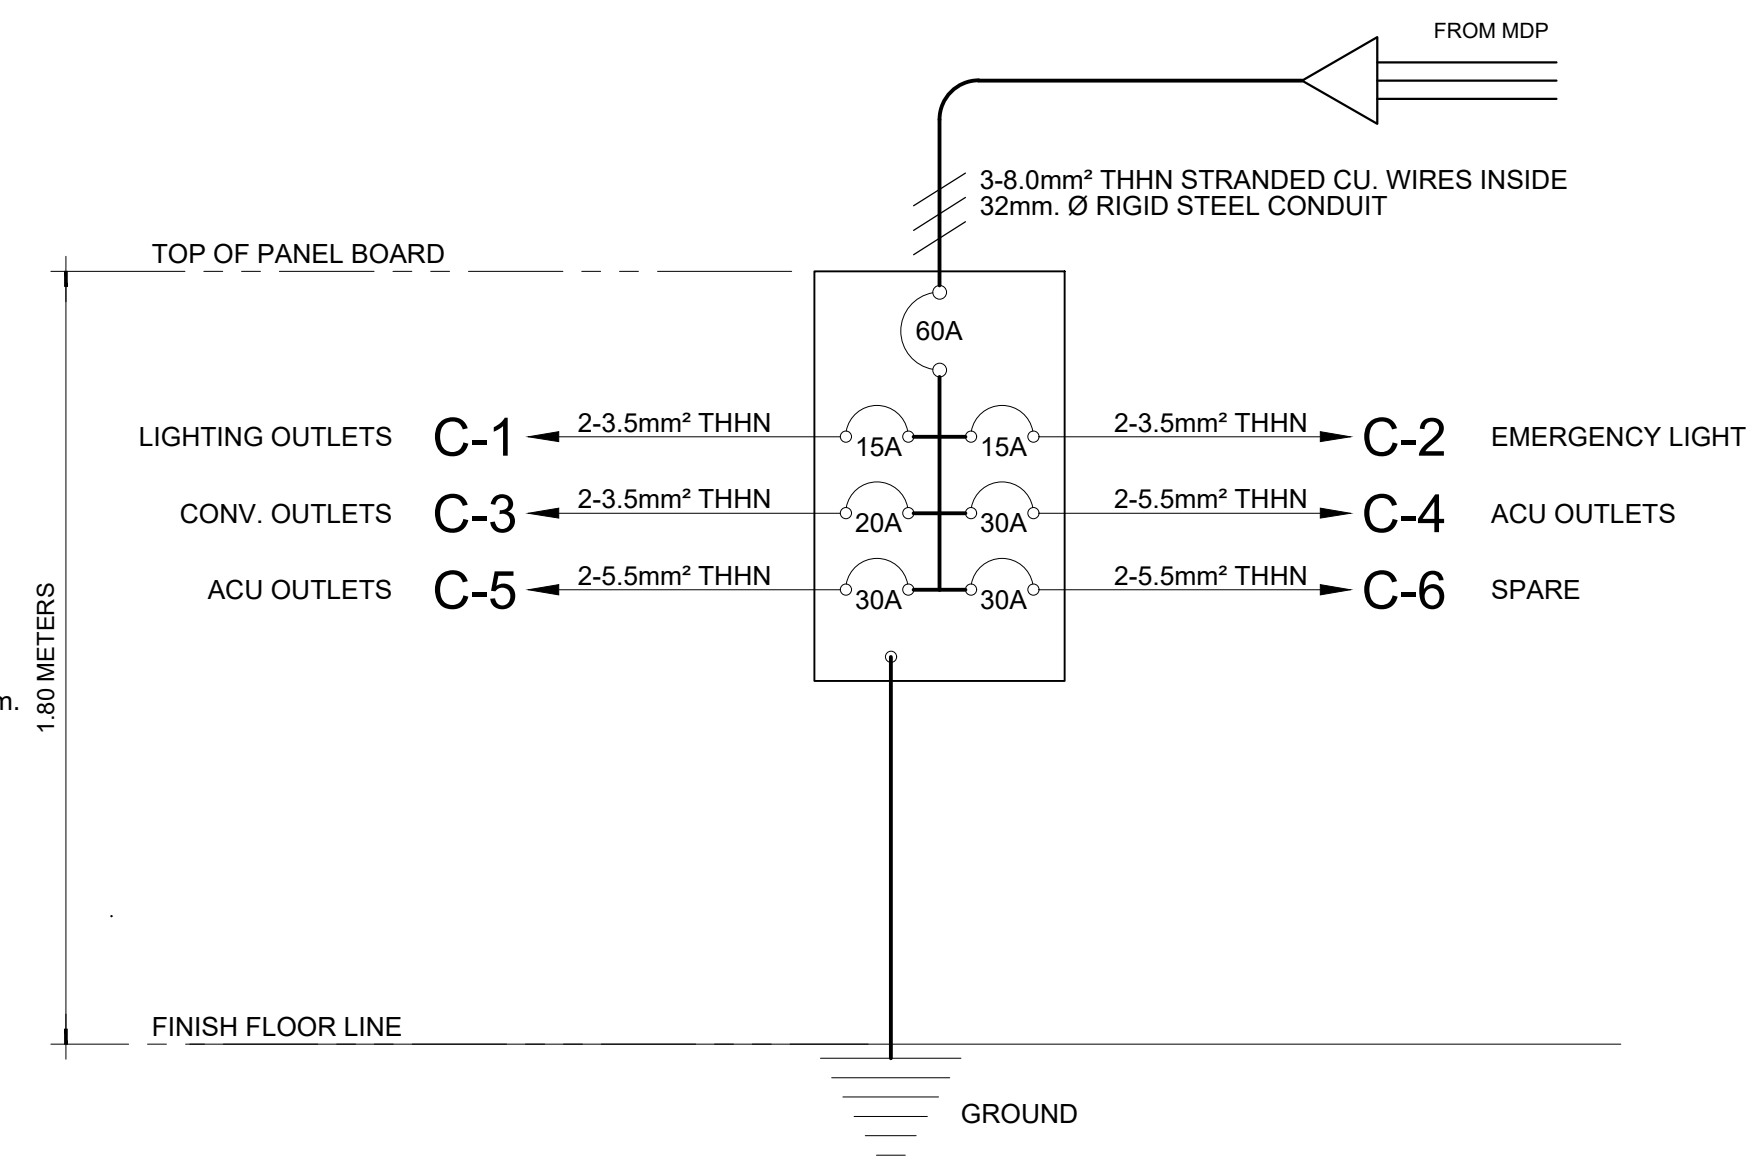 FROM MDP
3-8.0mm² THHN STRANDED CU. WIRES INSIDE
32mm. Ø RIGID STEEL CONDUIT
TOP OF PANEL BOARD
60A
LIGHTING OUTLETS C-1 2-3.5mm² THHN 15A 15A 2-3.5mm² THHN C-2 EMERGENCY LIGHT
CONV. OUTLETS C-3 2-3.5mm² THHN 20A 30A 2-5.5mm² THHN C-4 ACU OUTLETS
ACU OUTLETS C-5 2-5.5mm² THHN 30A 30A 2-5.5mm² THHN C-6 SPARE
1.80 METERS
FINISH FLOOR LINE
GROUND